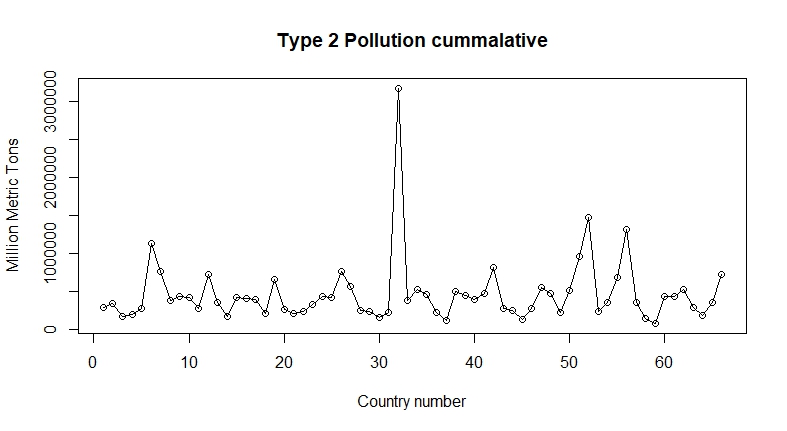 Type 2 Pollution cummalative
Million Metric Tons
3000000
2000000
1000000
0
0 10 20 30 40 50 60
Country number